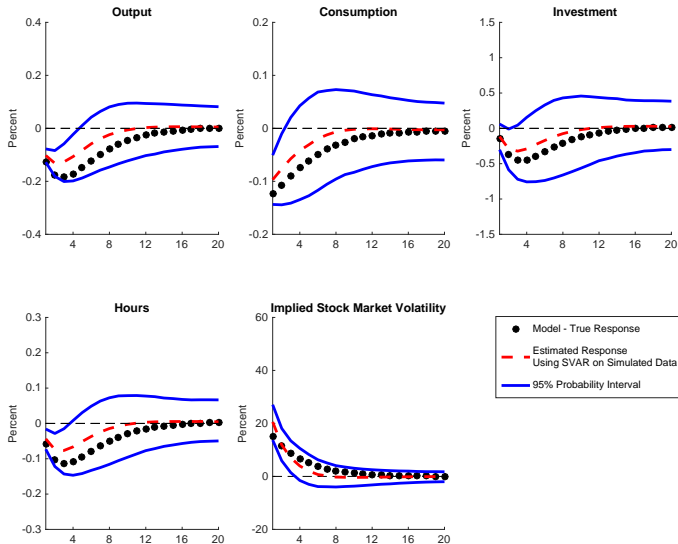 Output
Percent
0.4
0.2
0
-0.2
-0.4
4 8 12 16 20
Consumption
Percent
0.2
0.1
0
-0.1
-0.2
4 8 12 16 20
Investment
Percent
1.5
1
0.5
0
-0.5
-1
-1.5
4 8 12 16 20
Hours
Percent
0.3
0.2
0.1
0
-0.1
-0.2
-0.3
4 8 12 16 20
Implied Stock Market Volatility
Percent
60
40
20
0
-20
4 8 12 16 20
Model - True Response
Estimated Response
Using SVAR on Simulated Data
95% Probability Interval